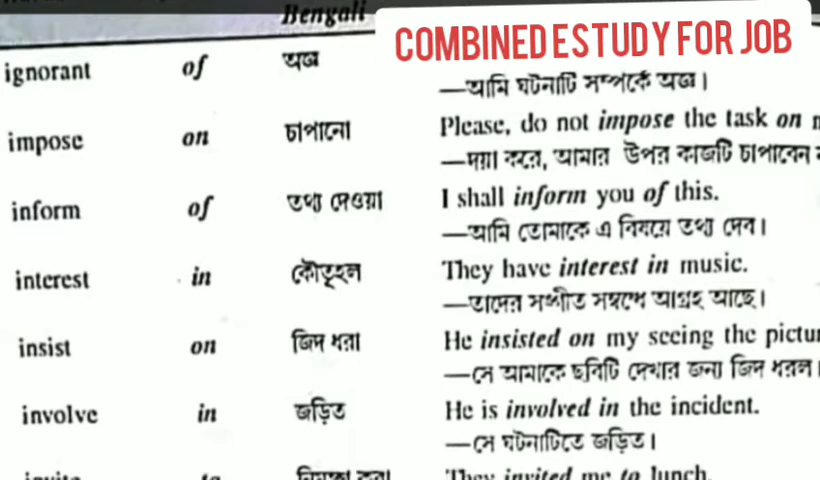 Bengali
COMBINED STUDY FOR JOB
ignorant of অজ্ঞ
—আমি ঘটনাটি সম্পর্কে অজ্ঞ।
impose on চাপানো Please, do not impose the task on
—দয়া করে, আমার উপর কাজটি চাপাবেন
inform of তথ্য দেওয়া I shall inform you of this.
—আমি তোমাকে এ বিষয়ে তথ্য দেব।
interest in কৌতূহল They have interest in music.
—তাদের সঙ্গীত সম্বন্ধে আগ্রহ আছে।
insist on জিদ ধরা He insisted on my seeing the pictur
—সে আমাকে ছবিটি দেখার জন্য জিদ ধরল।
involve in জড়িত He is involved in the incident.
—সে ঘটনাটিতে জড়িত।
invite to They invited me to lunch.